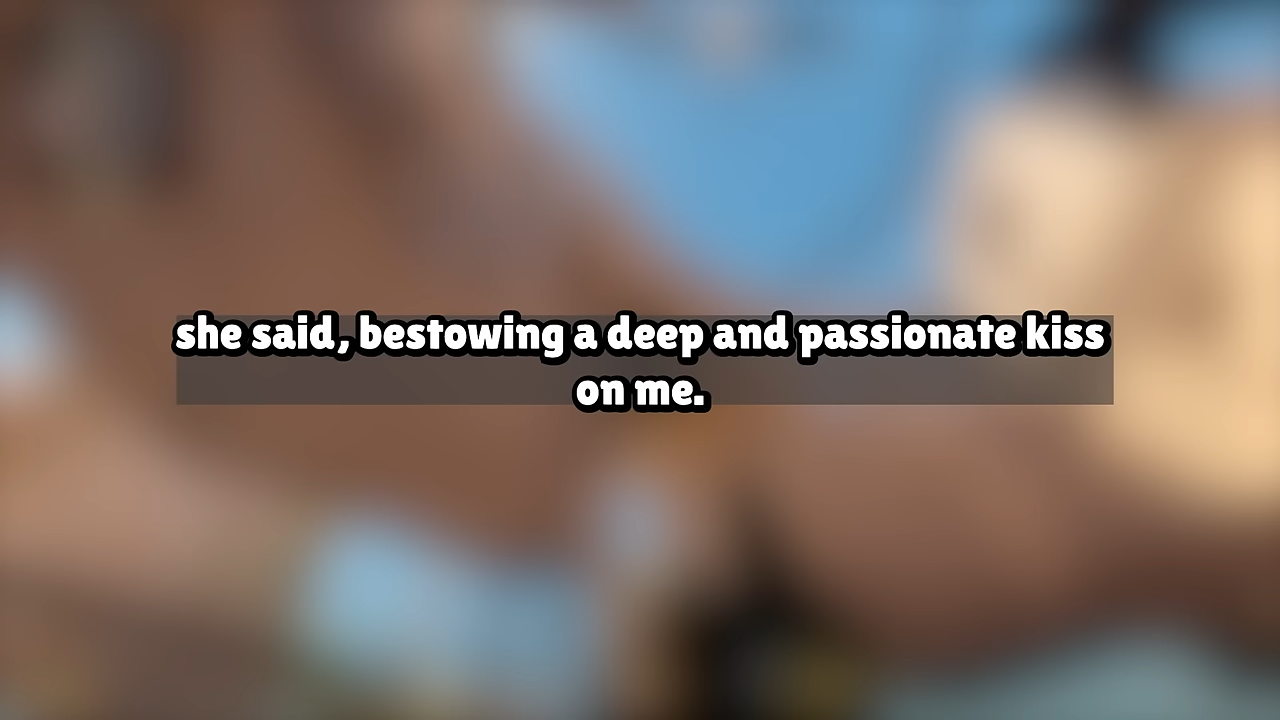 she said, bestowing a deep and passionate kiss
on me.